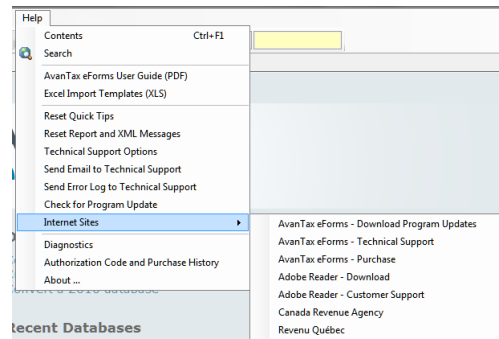 Help
Contents Ctrl+F1
Search
AvanTax eForms User Guide (PDF)
Excel Import Templates (XLS)
Reset Quick Tips
Reset Report and XML Messages
Technical Support Options
Send Email to Technical Support
Send Error Log to Technical Support
Check for Program Update
Internet Sites
AvanTax eForms - Download Program Updates
AvanTax eForms - Technical Support
AvanTax eForms - Purchase
Adobe Reader - Download
Adobe Reader - Customer Support
Canada Revenue Agency
Revenu Québec
Diagnostics
Authorization Code and Purchase History
About ...
database
Recent Databases